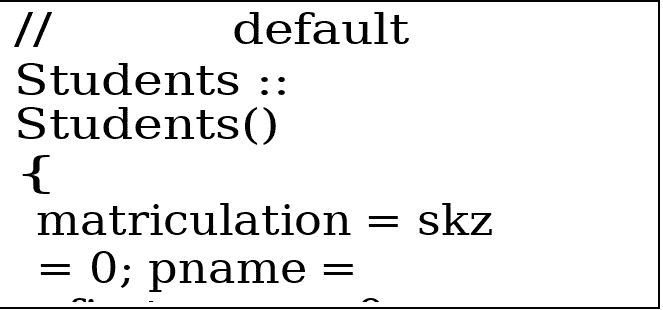 // default
Students ::
Students()
{
matriculation = skz
= 0; pname =